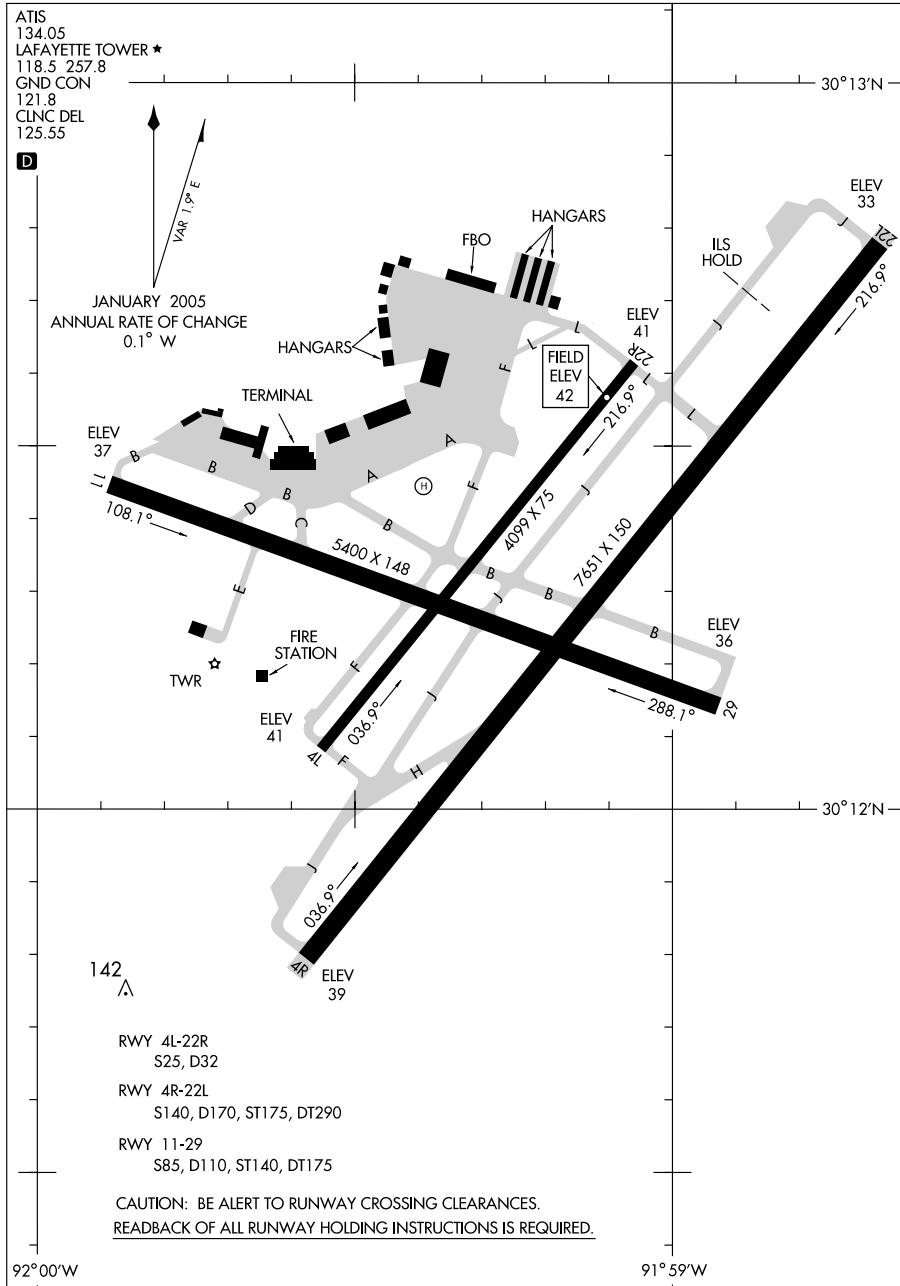 ATIS
134.05
LAFAYETTE TOWER
118.5 257.8
GND CON
121.8
CLNC DEL
125.55
D
30°13'N
VAR 1.9° E
JANUARY 2005
ANNUAL RATE OF CHANGE
0.1° W
ELEV
33
J
22L
216.9°
HANGARS
FBO
ILS
HOLD
J
HANGARS
L
L
ELEV
41
22R
FIELD
ELEV
42
F
L
L
216.9°
TERMINAL
ELEV
37
B
B
B
A
A
F
H
J
11
108.1°
D
C
B
4099 X 75
7651 X 150
5400 X 148
E
B
B
B
J
ELEV
36
TWR
FIRE
STATION
F
J
288.1°
29
ELEV
41
036.9°
4L
F
H
30°12'N
J
036.9°
4R
ELEV
39
142
RWY 4L-22R
S25, D32
RWY 4R-22L
S140, D170, ST175, DT290
RWY 11-29
S85, D110, ST140, DT175
CAUTION: BE ALERT TO RUNWAY CROSSING CLEARANCES.
READBACK OF ALL RUNWAY HOLDING INSTRUCTIONS IS REQUIRED.
92°00'W
91°59'W